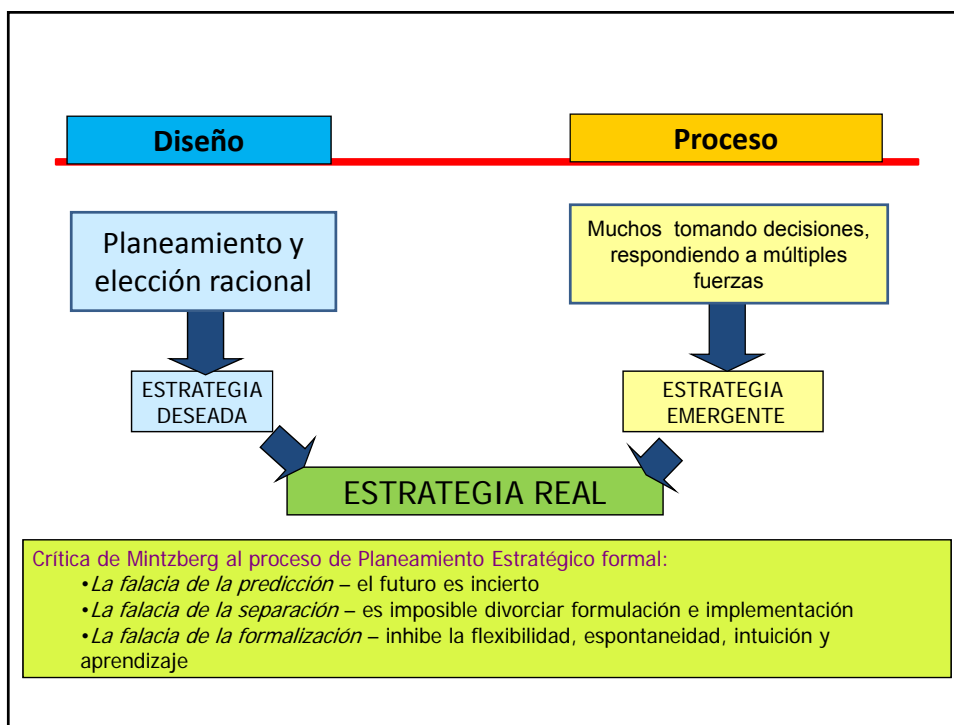 Diseño
Proceso
Planeamiento y
elección racional
Muchos tomando decisiones,
respondiendo a múltiples
fuerzas
ESTRATEGIA
DESEADA
ESTRATEGIA
EMERGENTE
ESTRATEGIA REAL
Crítica de Mintzberg al proceso de Planeamiento Estratégico formal:
•La falacia de la predicción – el futuro es incierto
•La falacia de la separación – es imposible divorciar formulación e implementación
•La falacia de la formalización – inhibe la flexibilidad, espontaneidad, intuición y
aprendizaje